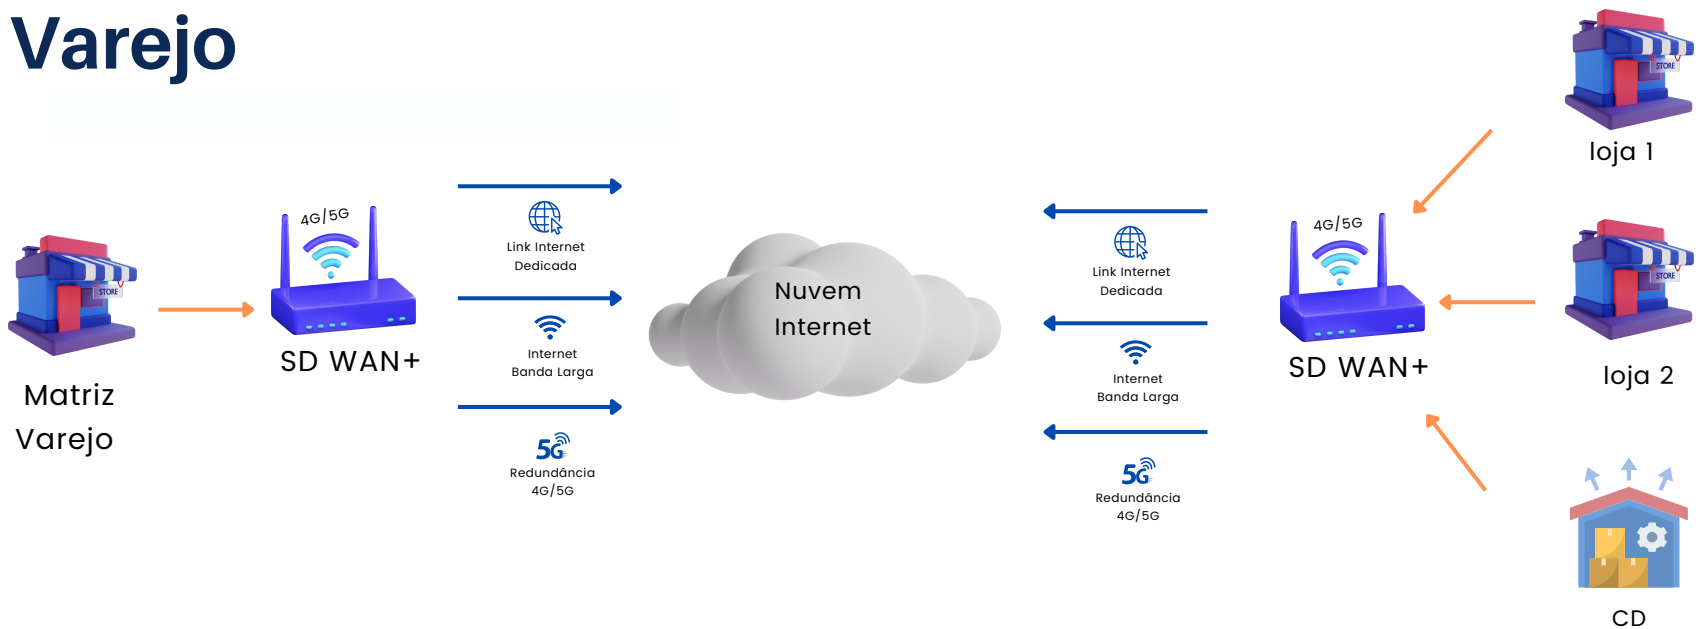 Varejo
STORE
Matriz
Varejo
4G/5G
SD WAN+
Link Internet
Dedicada
Internet
Banda Larga
5G
Redundância
4G/5G
Nuvem
Internet
Link Internet
Dedicada
Internet
Banda Larga
5G
Redundância
4G/5G
4G/5G
SD WAN+
STORE
loja 1
STORE
loja 2
CD